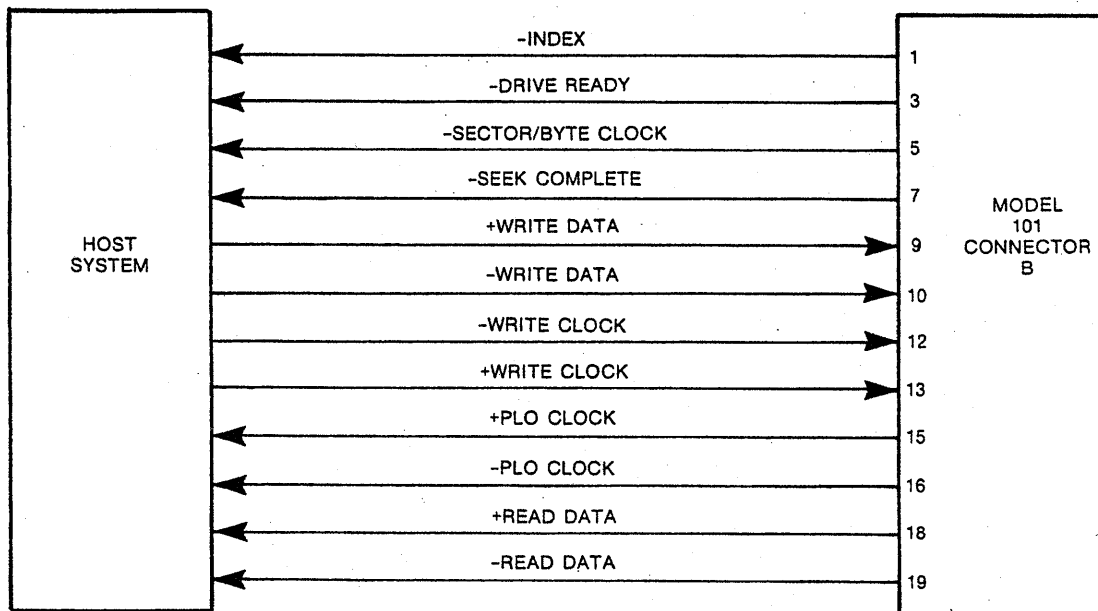 -INDEX
1
-DRIVE READY
3
-SECTOR/BYTE CLOCK
5
-SEEK COMPLETE
7
+WRITE DATA
9
-WRITE DATA
10
-WRITE CLOCK
12
+WRITE CLOCK
13
+PLO CLOCK
15
-PLO CLOCK
16
+READ DATA
18
-READ DATA
19
HOST
SYSTEM
MODEL
101
CONNECTOR
B